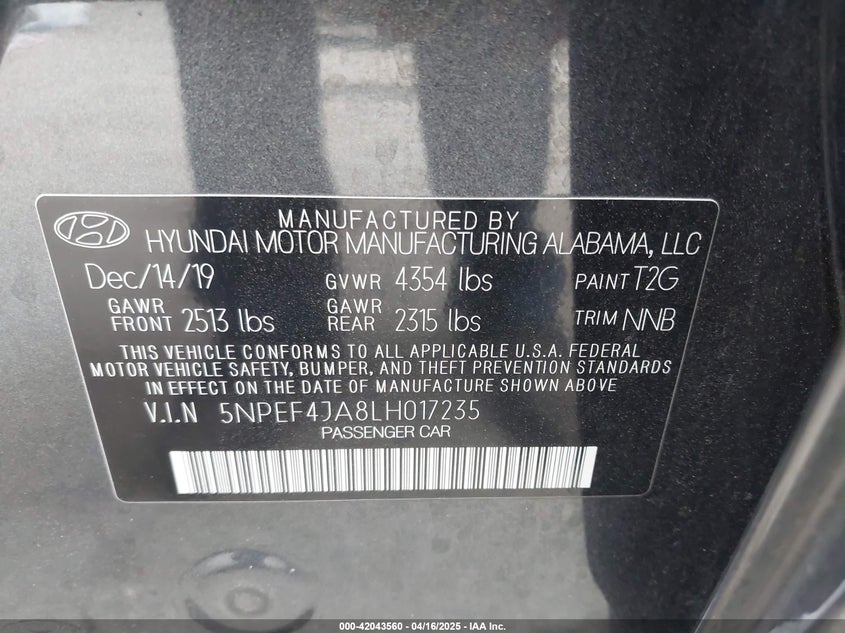 MANUFACTURED BY
HYUNDAI MOTOR MANUFACTURING ALABAMA, LLC
Dec/14/19 GVWR 4354 lbs PAINT T2G
GAWR FRONT 2513 lbs GAWR REAR 2315 lbs TRIM NNB
THIS VEHICLE CONFORMS TO ALL APPLICABLE U.S.A. FEDERAL
MOTOR VEHICLE SAFETY, BUMPER, AND THEFT PREVENTION STANDARDS
IN EFFECT ON THE DATE OF MANUFACTURE SHOWN ABOVE
V.I.N 5NPEF4JA8LH017235
PASSENGER CAR
000-42043560 - 04/16/2025 - IAA Inc.